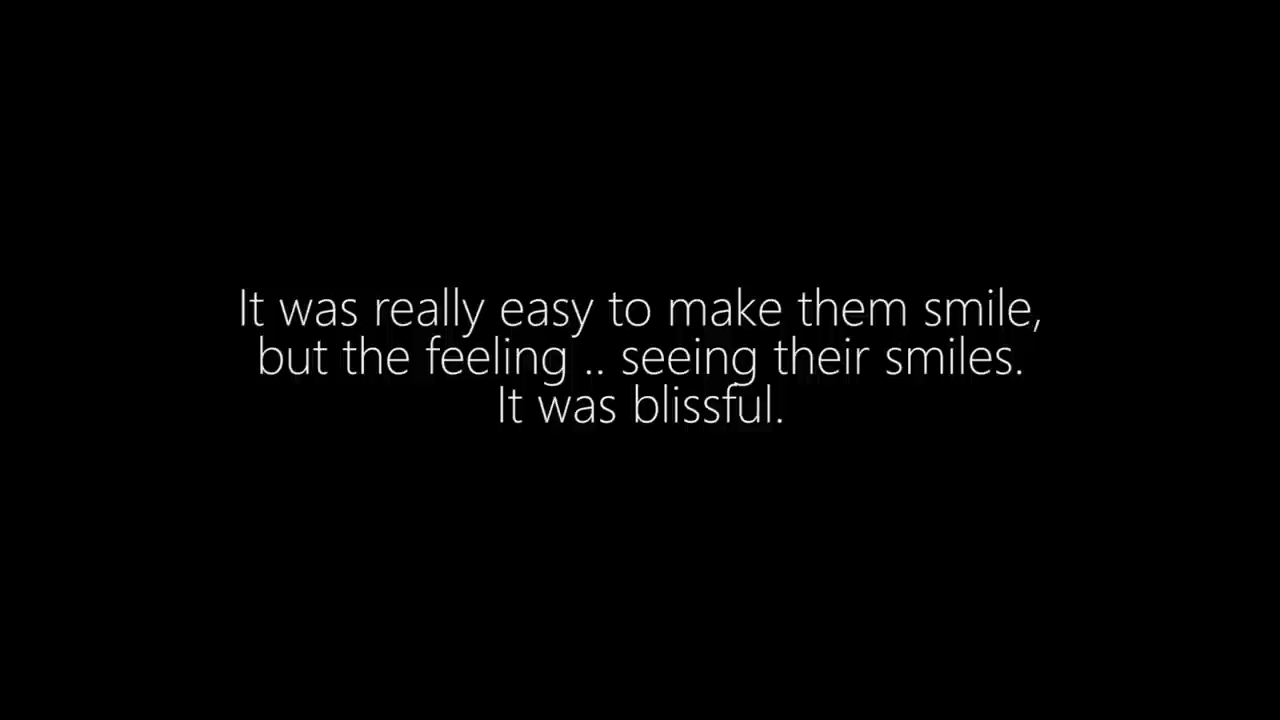 It was really easy to make them smile,
but the feeling .. seeing their smiles.
It was blissful.